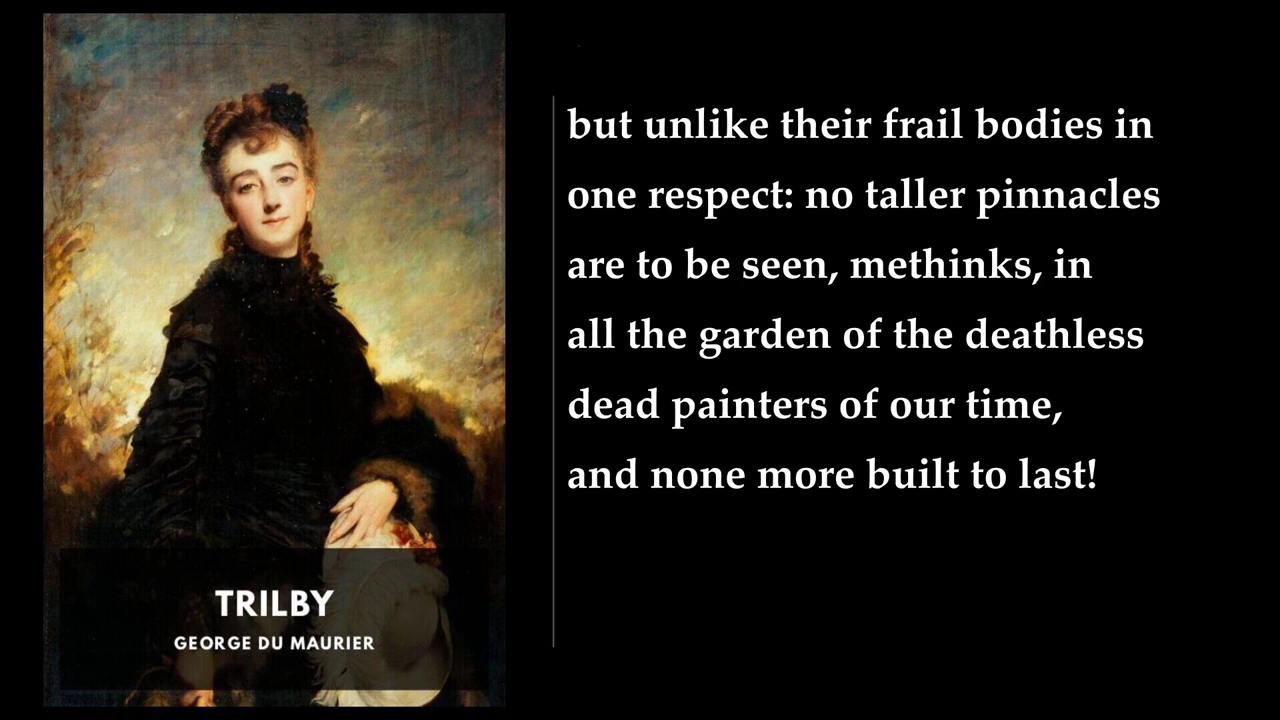 TRILBY
GEORGE DU MAURIER
but unlike their frail bodies in
one respect: no taller pinnacles
are to be seen, methinks, in
all the garden of the deathless
dead painters of our time,
and none more built to last!